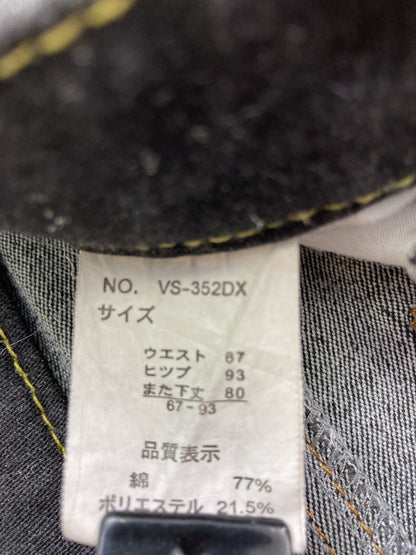 NO. VS-352DX
サイズ
ウエスト 67
ヒップ 93
また下丈 80
67-93
品質表示
綿 77%
ポリエステル 21.5%